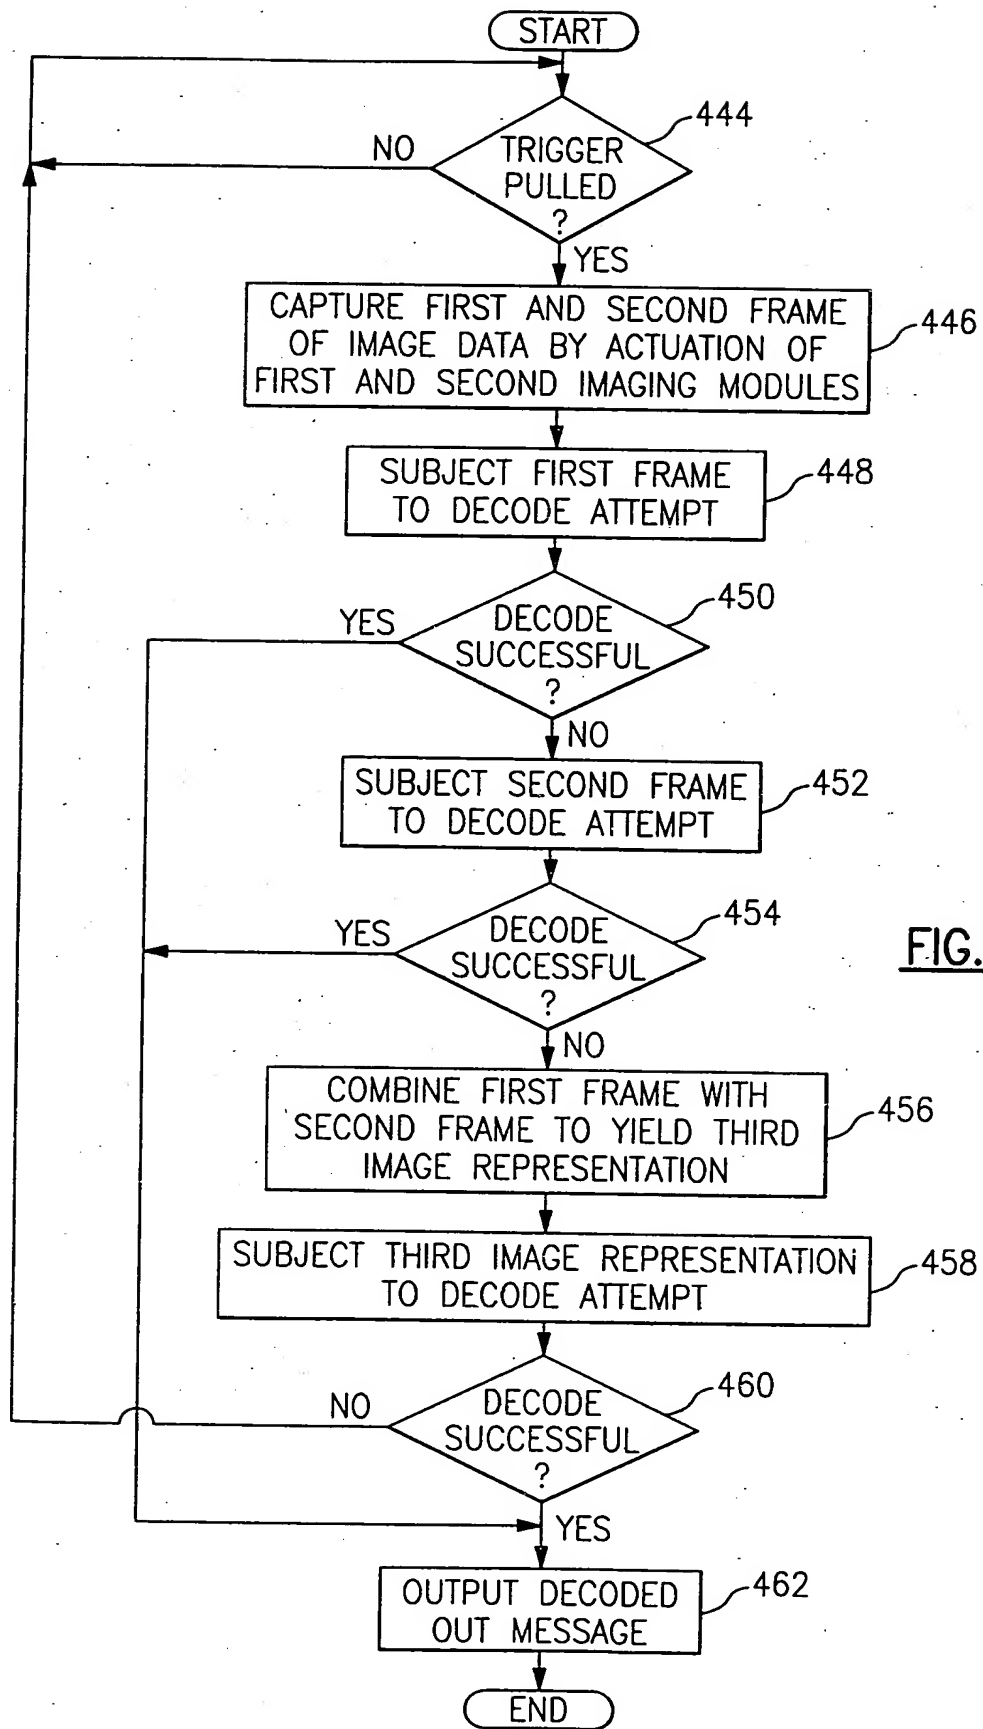 START
444
NO
TRIGGER
PULLED
?
YES
CAPTURE FIRST AND SECOND FRAME
OF IMAGE DATA BY ACTUATION OF
FIRST AND SECOND IMAGING MODULES
446
SUBJECT FIRST FRAME
TO DECODE ATTEMPT
448
YES
DECODE
SUCCESSFUL
?
450
NO
SUBJECT SECOND FRAME
TO DECODE ATTEMPT
452
YES
DECODE
SUCCESSFUL
?
454
FIG.
NO
COMBINE FIRST FRAME WITH
SECOND FRAME TO YIELD THIRD
IMAGE REPRESENTATION
456
SUBJECT THIRD IMAGE REPRESENTATION
TO DECODE ATTEMPT
458
NO
DECODE
SUCCESSFUL
?
460
YES
OUTPUT DECODED
OUT MESSAGE
462
END